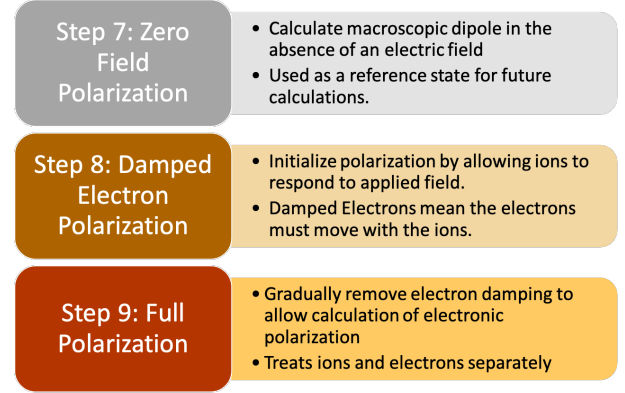 Step 7: Zero
Field
Polarization
• Calculate macroscopic dipole in the
absence of an electric field
• Used as a reference state for future
calculations.
Step 8: Damped
Electron
Polarization
• Initialize polarization by allowing ions to
respond to applied field.
• Damped Electrons mean the electrons
must move with the ions.
Step 9: Full
Polarization
• Gradually remove electron damping to
allow calculation of electronic
polarization
• Treats ions and electrons separately